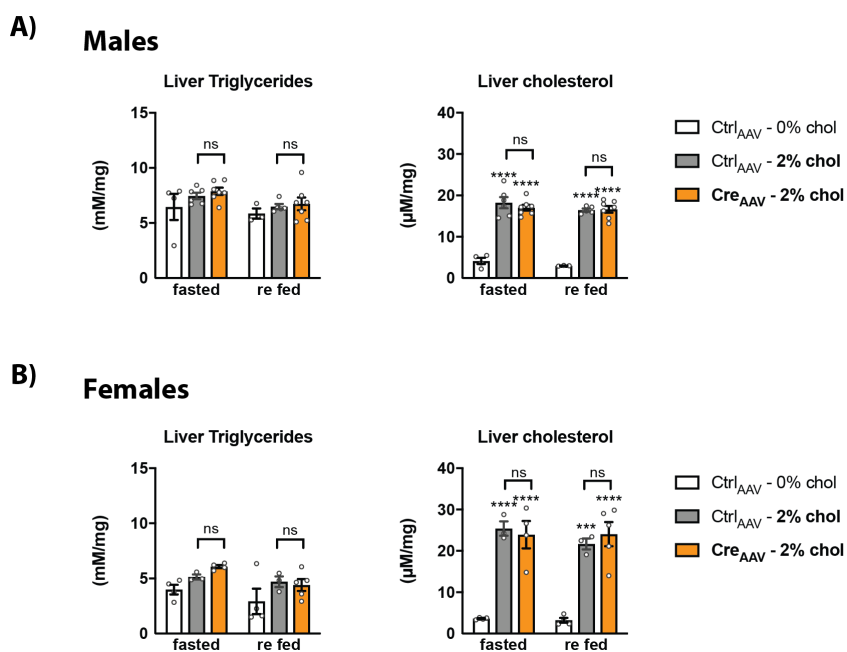 A)
Males
Liver Triglycerides
(mM/mg)
15
10
5
0
ns
ns
fasted
re fed
Liver cholesterol
(µM/mg)
40
30
20
10
0
ns
ns
****
****
****
****
fasted
re fed
CtrlAAV - 0% chol
CtrlAAV - 2% chol
CreAAV - 2% chol
B)
Females
Liver Triglycerides
(mM/mg)
15
10
5
0
ns
ns
fasted
re fed
Liver cholesterol
(µM/mg)
40
30
20
10
0
ns
ns
****
****
***
****
fasted
re fed
CtrlAAV - 0% chol
CtrlAAV - 2% chol
CreAAV - 2% chol